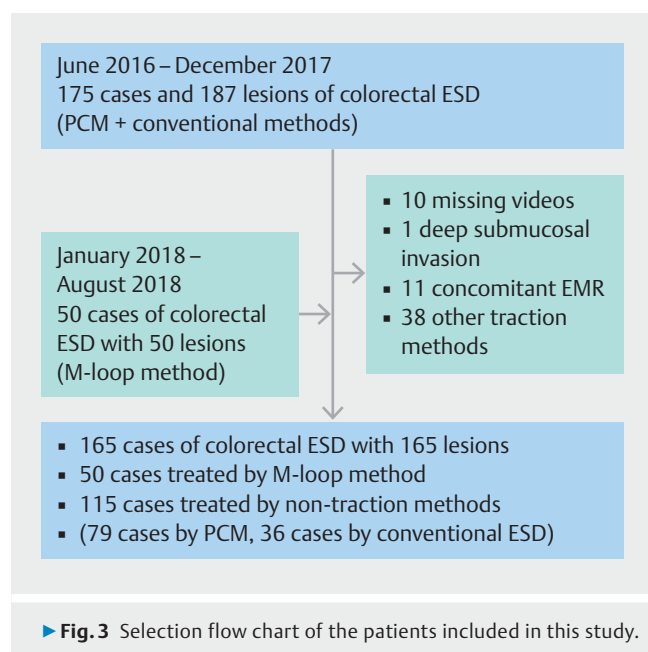 June 2016 – December 2017
175 cases and 187 lesions of colorectal ESD
(PCM + conventional methods)
▪ 10 missing videos
▪ 1 deep submucosal
invasion
▪ 11 concomitant EMR
▪ 38 other traction
methods
January 2018 –
August 2018
50 cases of colorectal
ESD with 50 lesions
(M-loop method)
▪ 165 cases of colorectal ESD with 165 lesions
▪ 50 cases treated by M-loop method
▪ 115 cases treated by non-traction methods
▪ (79 cases by PCM, 36 cases by conventional ESD)
▶ Fig. 3 Selection flow chart of the patients included in this study.